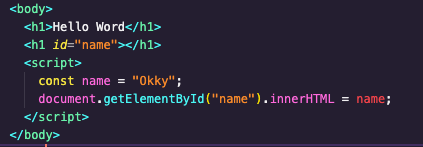 <body>
<h1>Hello Word</h1>
<h1 id="name"></h1>
<script>
const name = "Okky";
document.getElementById("name").innerHTML = name;
</script>
</body>